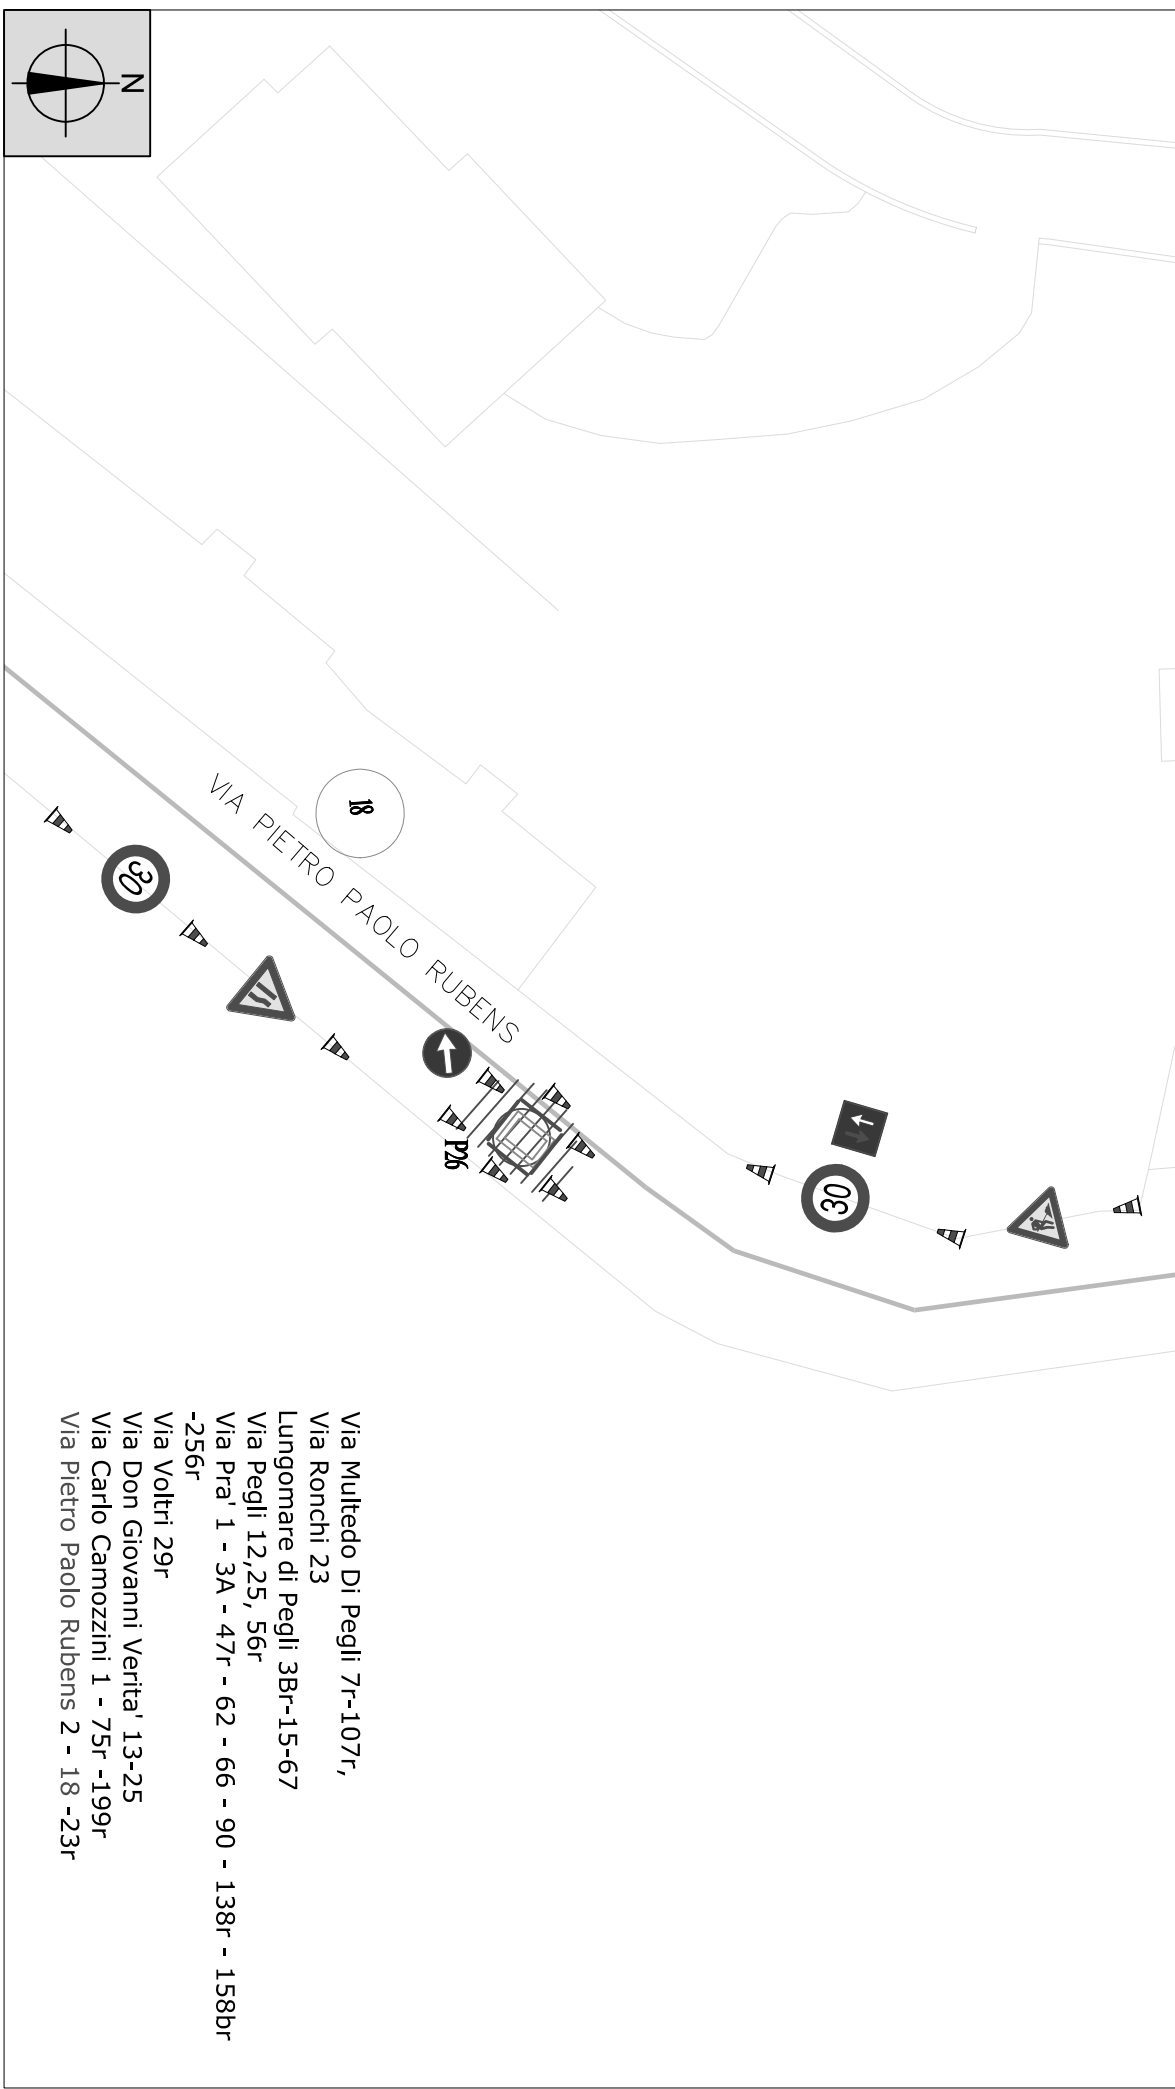 N
18
VIA PIETRO PAOLO RUBENS
30
P26
30
Via Multedo Di Pegli 7r-107r,
Via Ronchi 23
Lungomare di Pegli 3Br-15-67
Via Pegli 12,25, 56r
Via Pra' 1 - 3A - 47r - 62 - 66 - 90 - 138r - 158br
-256r
Via Voltri 29r
Via Don Giovanni Verita' 13-25
Via Carlo Camozzini 1 - 75r -199r
Via Pietro Paolo Rubens 2 - 18 -23r